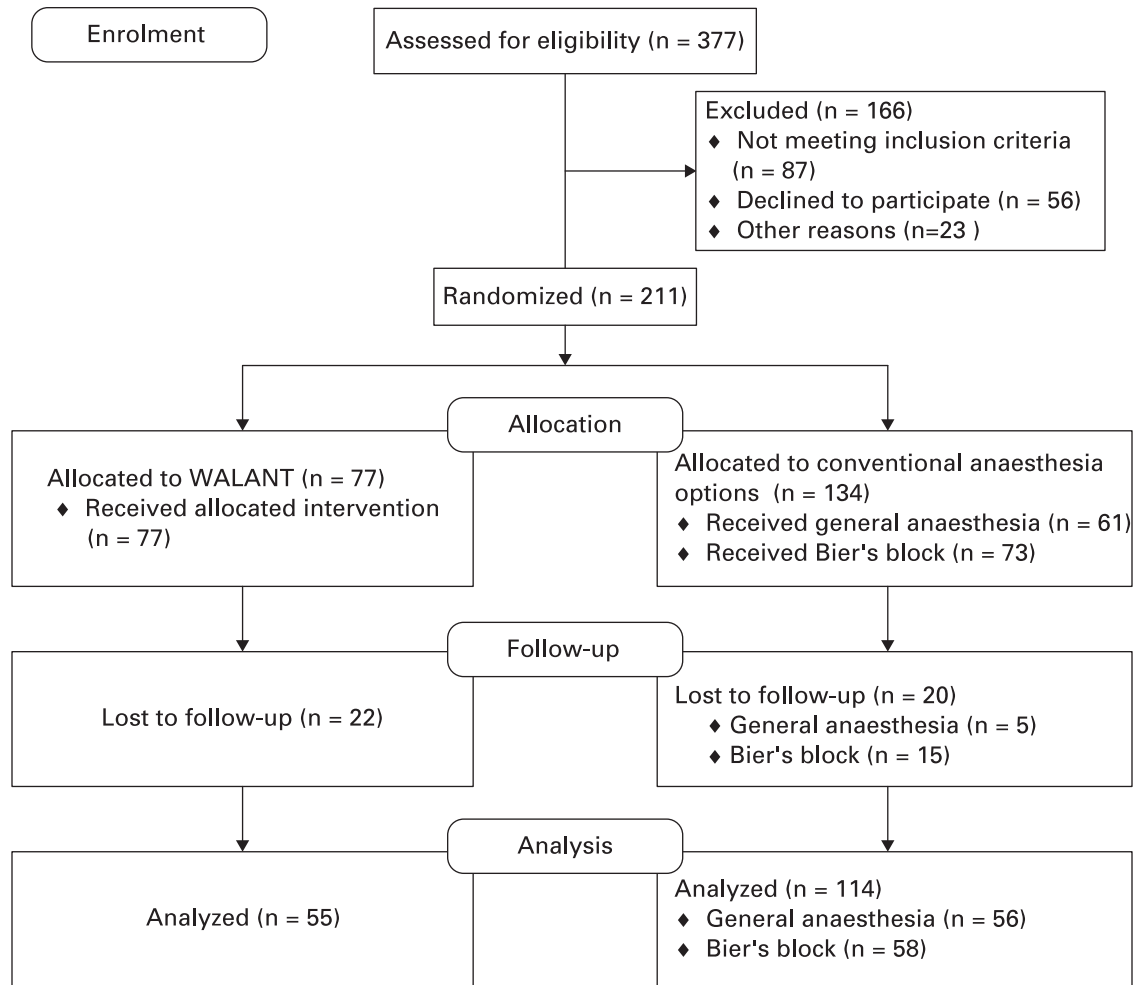 Enrolment
Assessed for eligibility (n = 377)
Excluded (n = 166)
♦ Not meeting inclusion criteria
(n = 87)
♦ Declined to participate (n = 56)
♦ Other reasons (n=23 )
Randomized (n = 211)
Allocation
Allocated to WALANT (n = 77)
♦ Received allocated intervention
(n = 77)
Allocated to conventional anaesthesia
options (n = 134)
♦ Received general anaesthesia (n = 61)
♦ Received Bier's block (n = 73)
Follow-up
Lost to follow-up (n = 22)
Lost to follow-up (n = 20)
♦ General anaesthesia (n = 5)
♦ Bier's block (n = 15)
Analysis
Analyzed (n = 55)
Analyzed (n = 114)
♦ General anaesthesia (n = 56)
♦ Bier's block (n = 58)